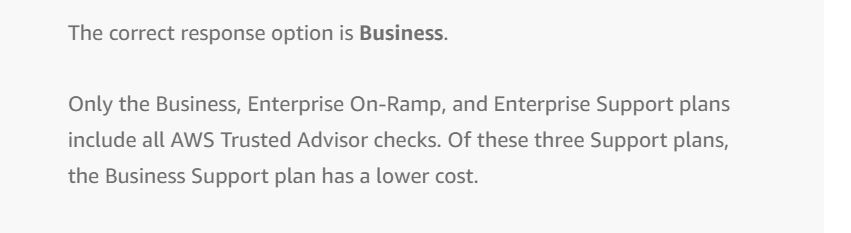 The correct response option is Business.
Only the Business, Enterprise On-Ramp, and Enterprise Support plans
include all AWS Trusted Advisor checks. Of these three Support plans,
the Business Support plan has a lower cost.